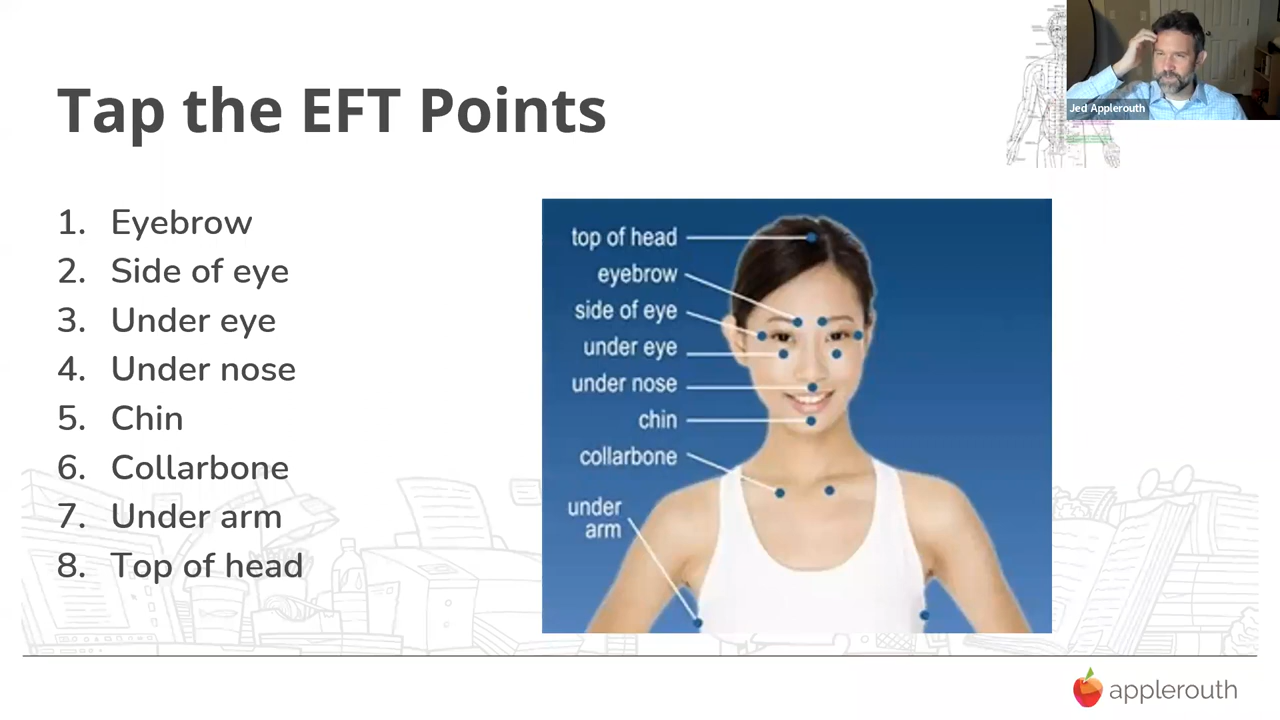 Tap the EFT Points
Jed Applerouth
1. Eyebrow
2. Side of eye
3. Under eye
4. Under nose
5. Chin
6. Collarbone
7. Under arm
8. Top of head
top of head
eyebrow
side of eye
under eye
under nose
chin
collarbone
under
arm
applerouth